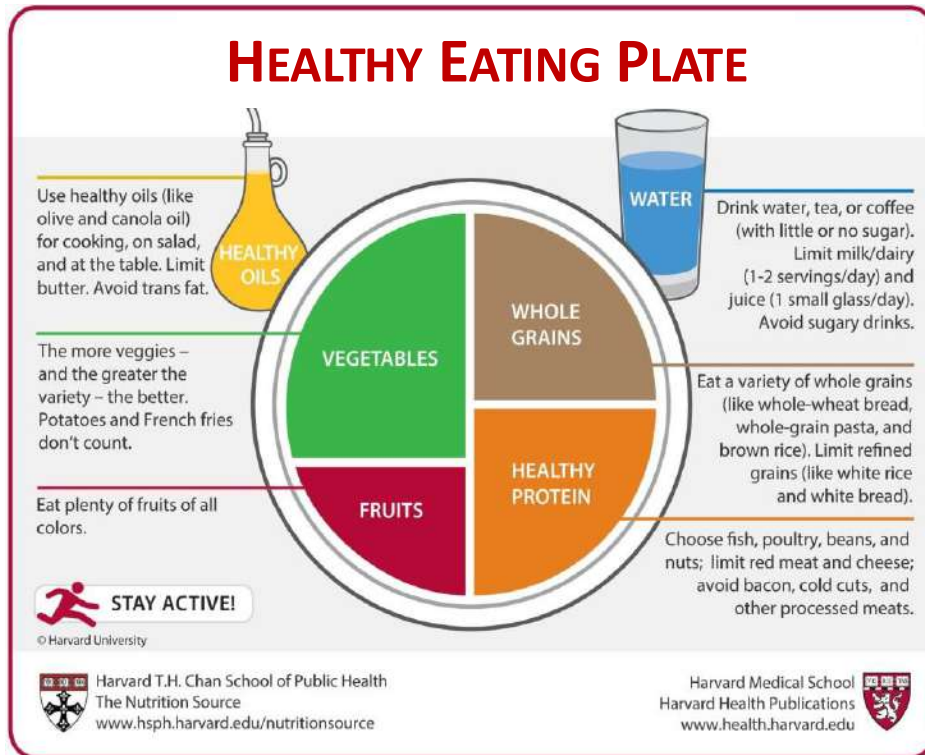 HEALTHY EATING PLATE
Use healthy oils (like
olive and canola oil)
for cooking, on salad,
and at the table. Limit
butter. Avoid trans fat.
HEALTHY
OILS
WATER
Drink water, tea, or coffee
(with little or no sugar).
Limit milk/dairy
(1-2 servings/day) and
juice (1 small glass/day).
Avoid sugary drinks.
The more veggies –
and the greater the
variety – the better.
Potatoes and French fries
don't count.
VEGETABLES
WHOLE
GRAINS
Eat a variety of whole grains
(like whole-wheat bread,
whole-grain pasta, and
brown rice). Limit refined
grains (like white rice
and white bread).
Eat plenty of fruits of all
colors.
FRUITS
HEALTHY
PROTEIN
Choose fish, poultry, beans, and
nuts; limit red meat and cheese;
avoid bacon, cold cuts, and
other processed meats.
STAY ACTIVE!
© Harvard University
Harvard T.H. Chan School of Public Health
The Nutrition Source
www.hsph.harvard.edu/nutritionsource
Harvard Medical School
Harvard Health Publications
www.health.harvard.edu